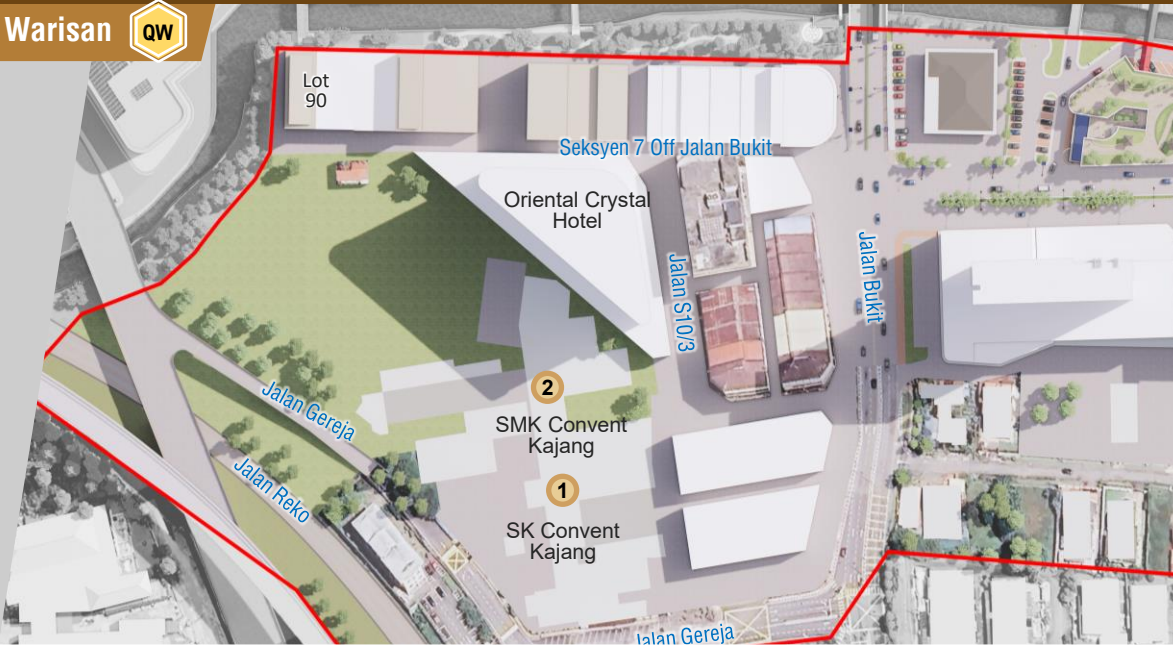 Warisan QW
Lot
90
Seksyen 7 Off Jalan Bukit
Oriental Crystal
Hotel
Jalan S10/3
Jalan Bukit
2
SMK Convent
Kajang
Jalan Gereja
Jalan Reko
1
SK Convent
Kajang
Jalan Gereja